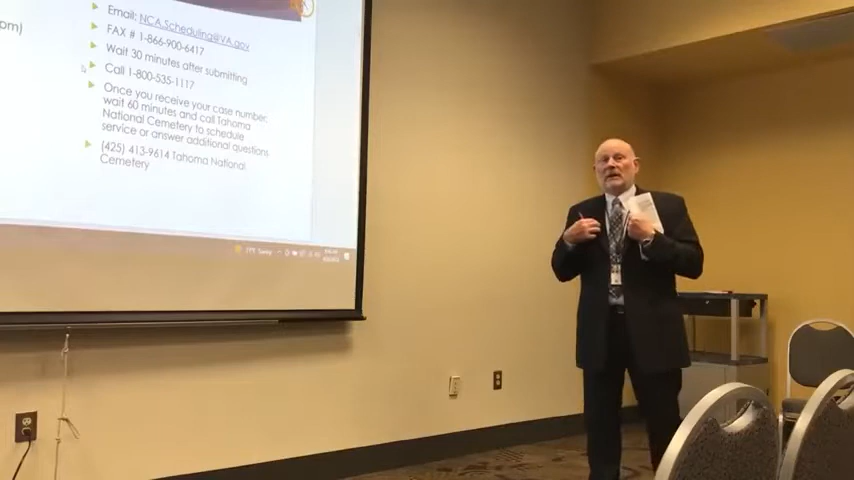 Email: NCA.Scheduling@VA.gov
FAX # 1-866-900-6417
Wait 30 minutes after submitting
Call 1-800-535-1117
Once you receive your case number,
wait 60 minutes and call Tahoma
National Cemetery to schedule
service or answer additional questions
(425) 413-9614 Tahoma National
Cemetery